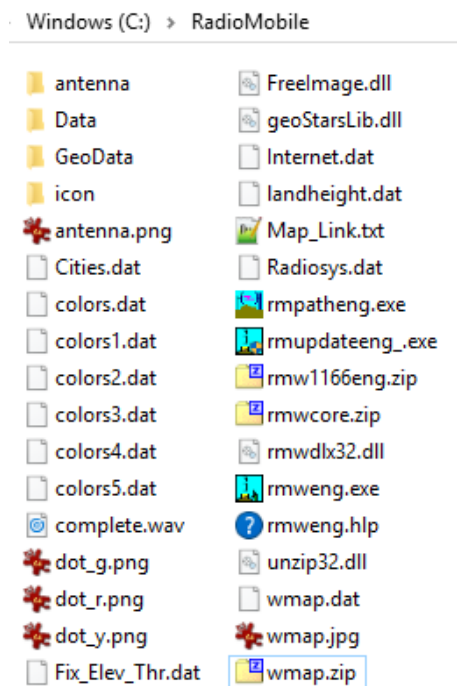 Windows (C:) > RadioMobile
antenna
Data
GeoData
icon
antenna.png
Cities.dat
colors.dat
colors1.dat
colors2.dat
colors3.dat
colors4.dat
colors5.dat
complete.wav
dot_g.png
dot_r.png
dot_y.png
Fix_Elev_Thr.dat
FreeImage.dll
geoStarsLib.dll
Internet.dat
landheight.dat
Map_Link.txt
Radiosys.dat
rmpatheng.exe
rmupdateeng_.exe
rmw1166eng.zip
rmwcore.zip
rmwdlx32.dll
rmweng.exe
rmweng.hlp
unzip32.dll
wmap.dat
wmap.jpg
wmap.zip